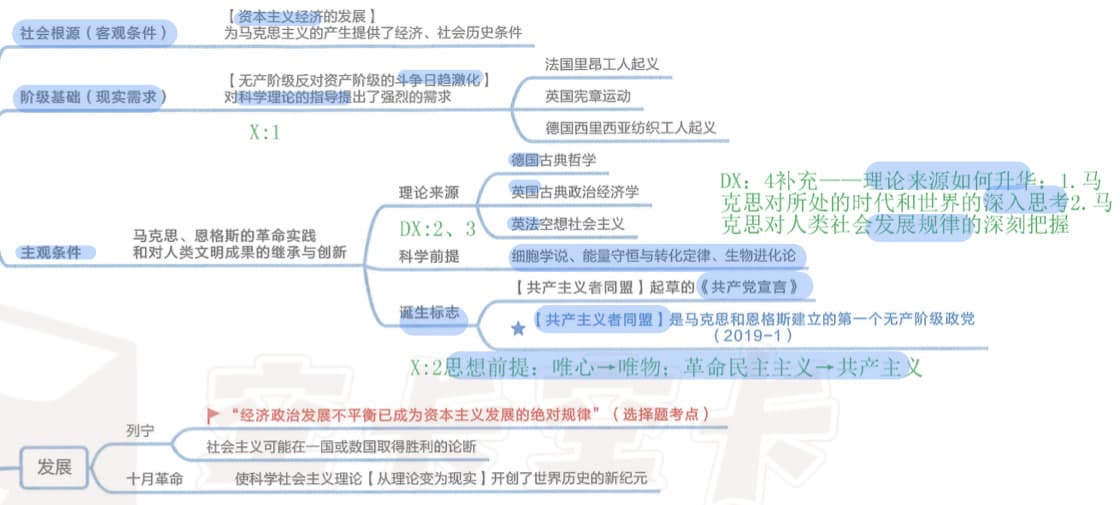 【资本主义经济的发展】
社会根源（客观条件）
为马克思主义的产生提供了经济、社会历史条件
法国里昂工人起义
【无产阶级反对资产阶级的斗争日趋激化】
阶级基础（现实需求）
对科学理论的指导提出了强烈的需求
英国宪章运动
X:1
德国西里西亚纺织工人起义
德国古典哲学
理论来源
英国古典政治经济学
DX：4补充——理论来源如何升华：1.马
克思对所处的时代和世界的深入思考2.马
克思对人类社会发展规律的深刻把握
DX:2、3
英法空想社会主义
马克思、恩格斯的革命实践
和对人类文明成果的继承与创新
主观条件
科学前提
细胞学说、能量守恒与转化定律、生物进化论
【共产主义者同盟】起草的《共产党宣言》
诞生标志
★【共产主义者同盟】是马克思和恩格斯建立的第一个无产阶级政党
（2019-1）
X:2思想前提：唯心→唯物；革命民主主义→共产主义
“经济政治发展不平衡已成为资本主义发展的绝对规律”（选择题考点）
列宁
社会主义可能在一国或数国取得胜利的论断
发展
十月革命
使科学社会主义理论【从理论变为现实】开创了世界历史的新纪元